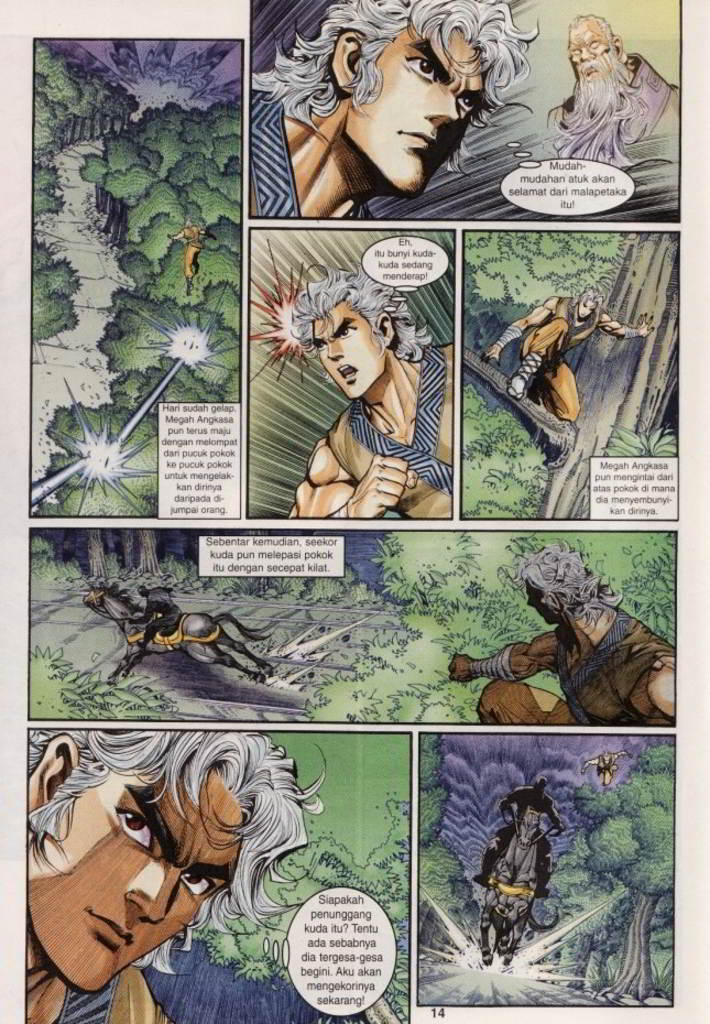 Mudah-
mudahan atuk akan
selamat dari malapetaka
itu!
Hari sudah gelap.
Megah Angkasa
pun terus maju
dengan melompat
dari pucuk pokok
ke pucuk pokok
untuk mengelak-
kan dirinya
daripada di-
jumpai orang.
Eh,
itu bunyi kuda-
kuda sedang
menderap!
Megah Angkasa
pun mengintai dari
atas pokok di mana
dia menyembunyi-
kan dirinya.
Sebentar kemudian, seekor
kuda pun melepasi pokok
itu dengan secepat kilat.
Siapakah
penunggang
kuda itu? Tentu
ada sebabnya
dia tergesa-gesa
begini. Aku akan
mengekorinya
sekarang!
14